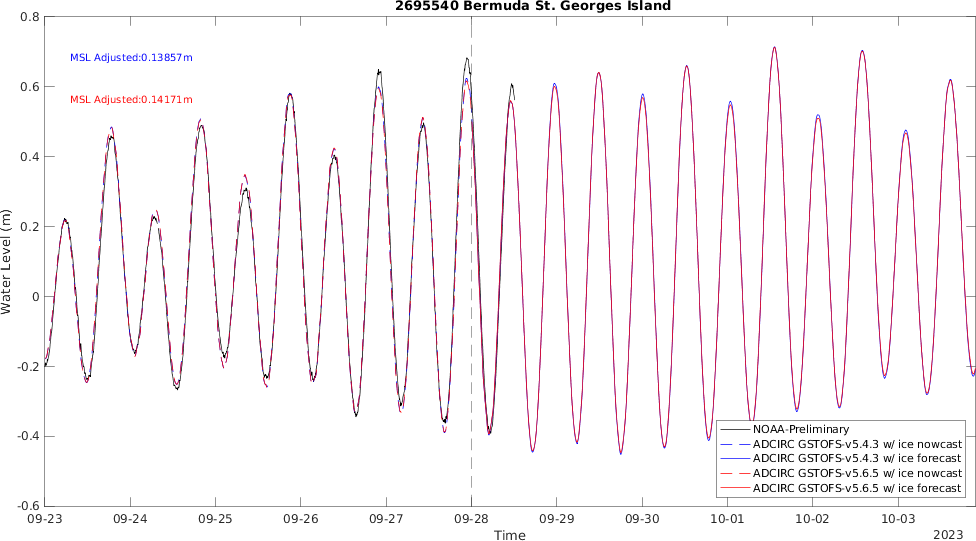 2695540 Bermuda St. Georges Island
0.8
MSL Adjusted:0.13857m
0.6
MSL Adjusted:0.14171m
0.4
0.2
Water Level (m)
0
-0.2
-0.4
-0.6
NOAA-Preliminary
ADCIRC GSTOFS-v5.4.3 w/ ice nowcast
ADCIRC GSTOFS-v5.4.3 w/ ice forecast
ADCIRC GSTOFS-v5.6.5 w/ ice nowcast
ADCIRC GSTOFS-v5.6.5 w/ ice forecast
09-23 09-24 09-25 09-26 09-27 09-28 09-29 09-30 10-01 10-02 10-03
Time
2023